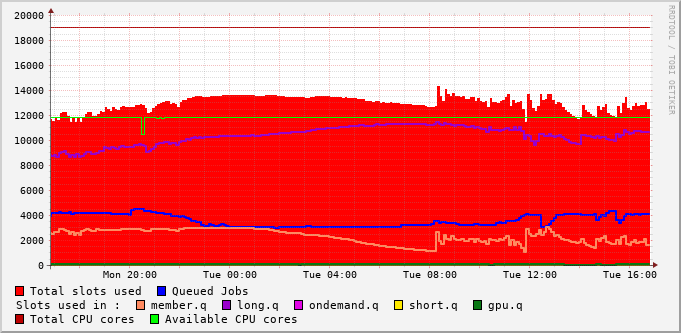 20000
18000
16000
14000
12000
10000
8000
6000
4000
2000
0
Mon 20:00 Tue 00:00 Tue 04:00 Tue 08:00 Tue 12:00 Tue 16:00
Total slots used Queued Jobs
Slots used in : member.q long.q ondemand.q short.q gpu.q
Total CPU cores Available CPU cores
RRDTOOL / TOBI OETIKER